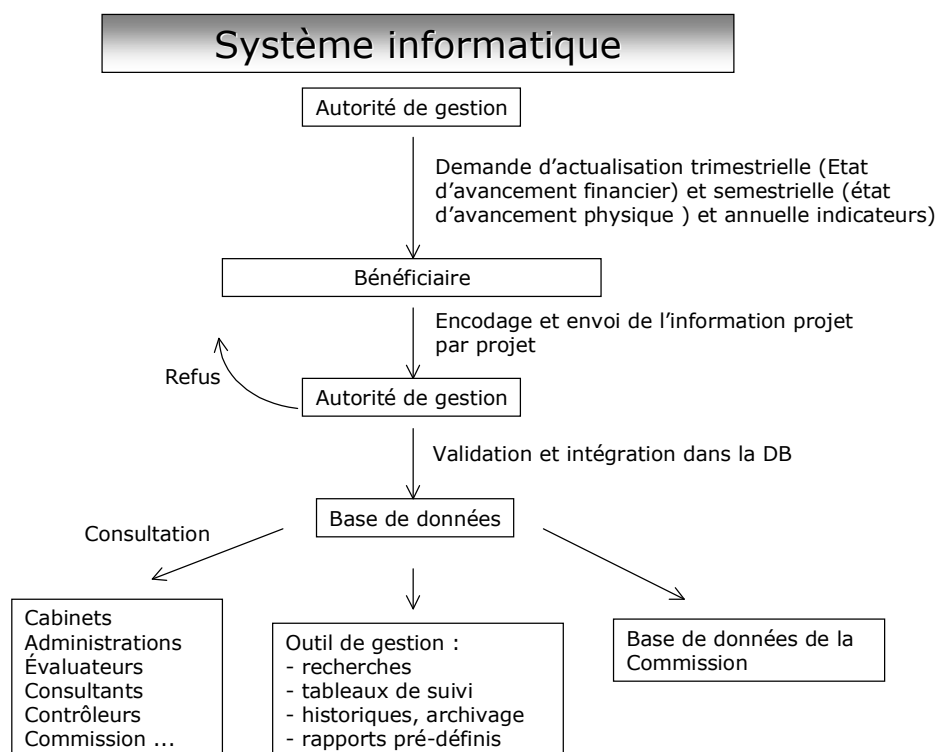 Système informatique
Autorité de gestion
Demande d’actualisation trimestrielle (Etat
d’avancement financier) et semestrielle (état
d’avancement physique ) et annuelle indicateurs)
Bénéficiaire
Encodage et envoi de l’information projet
par projet
Refus
Autorité de gestion
Validation et intégration dans la DB
Base de données
Consultation
Cabinets
Administrations
Évaluateurs
Consultants
Contrôleurs
Commission ...
Outil de gestion :
- recherches
- tableaux de suivi
- historiques, archivage
- rapports pré-définis
Base de données de la
Commission